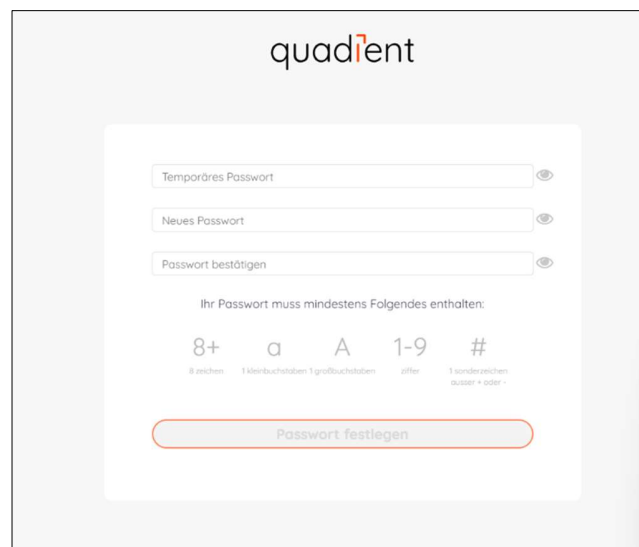 quadient
Temporäres Passwort
Neues Passwort
Passwort bestätigen
Ihr Passwort muss mindestens Folgendes enthalten:
8+ a A 1-9 #
8 zeichen 1 kleinbuchstaben 1 großbuchstaben ziffer 1 sonderzeichen
ausser + oder -
Passwort festlegen